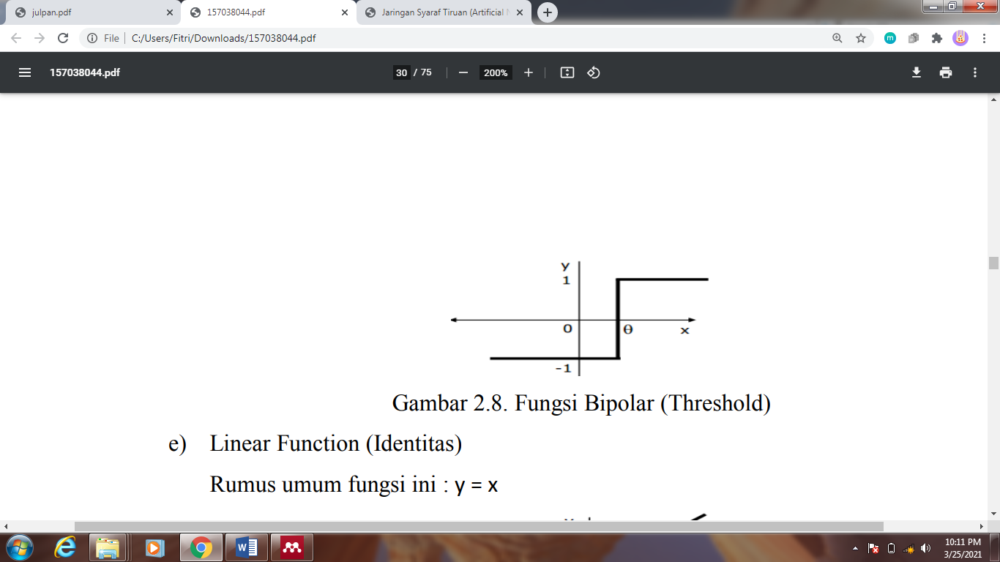 julpan.pdf
157038044.pdf
Jaringan Syaraf Tiruan (Artificial
File | C:/Users/Fitri/Downloads/157038044.pdf
157038044.pdf
30 / 75
200%
y
1
0
θ
x
-1
Gambar 2.8. Fungsi Bipolar (Threshold)
e) Linear Function (Identitas)
Rumus umum fungsi ini : y = x
10:11 PM
3/25/2021